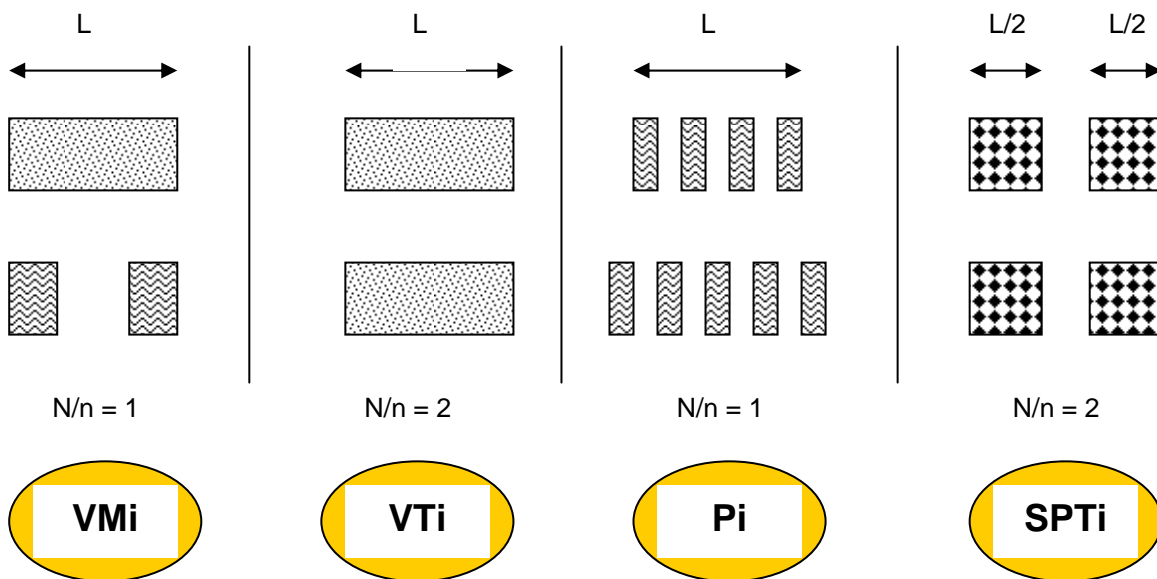 L L L L/2 L/2
N/n = 1 N/n = 2 N/n = 1 N/n = 2
VMi VTi Pi SPTi